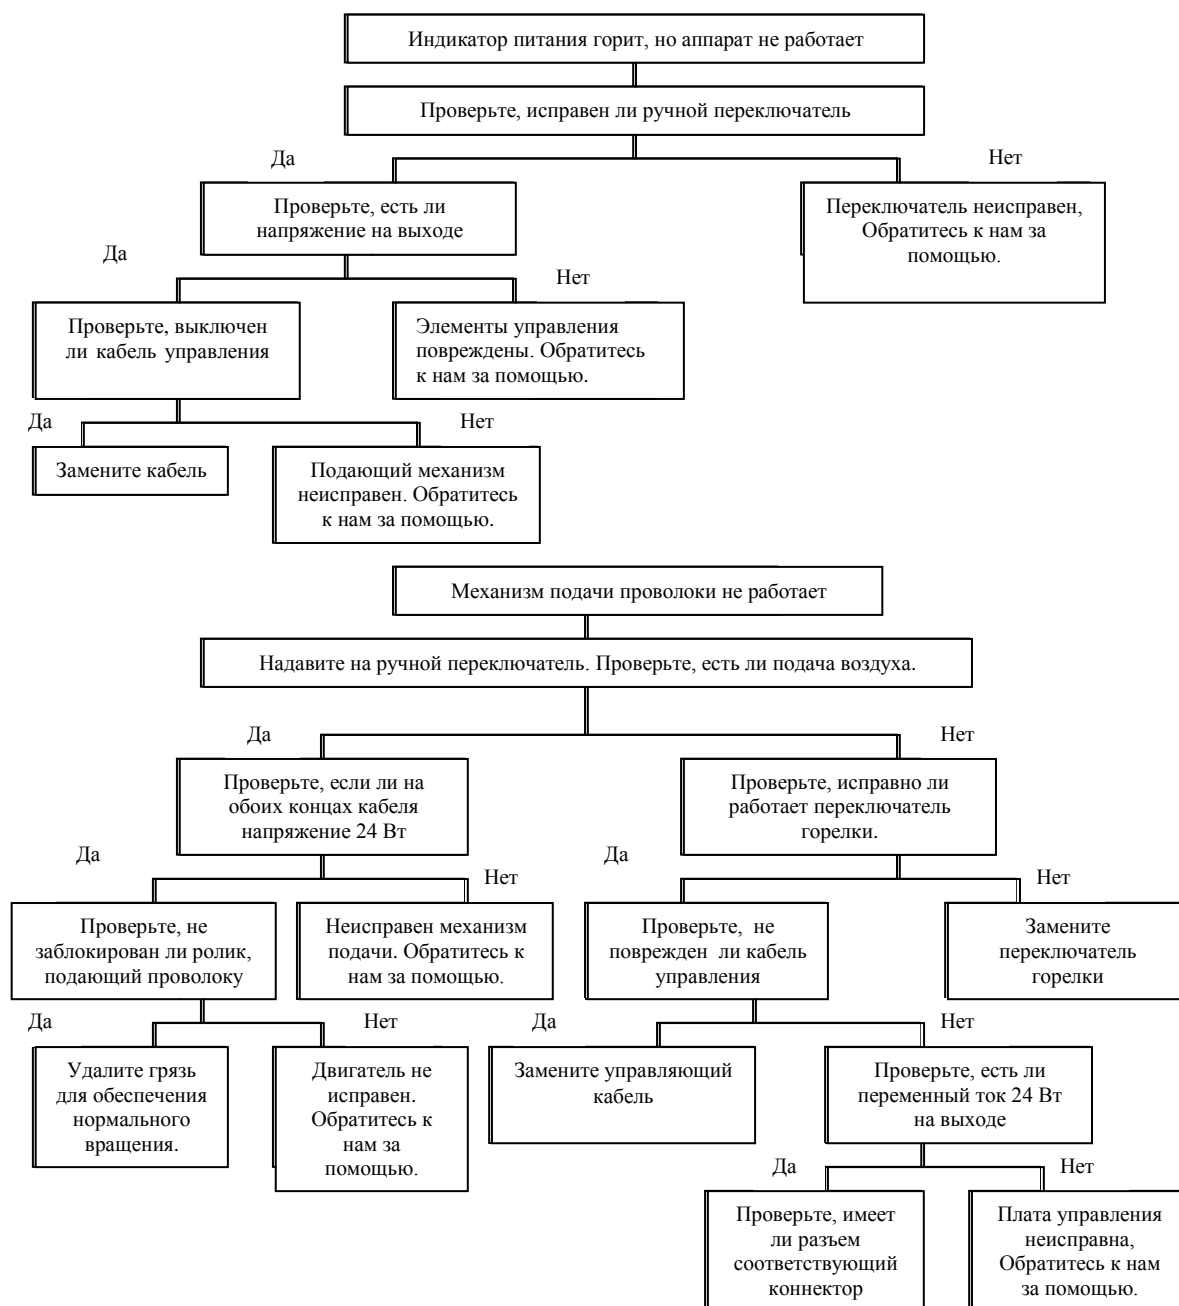 Индикатор питания горит, но аппарат не работает
Проверьте, исправен ли ручной переключатель
Да
Нет
Проверьте, есть ли
напряжение на выходе
Переключатель неисправен,
Обратитесь к нам за
помощью.
Да
Нет
Проверьте, выключен
ли кабель управления
Элементы управления
повреждены. Обратитесь
к нам за помощью.
Да
Нет
Замените кабель
Подающий механизм
неисправен. Обратитесь
к нам за помощью.
Механизм подачи проволоки не работает
Надавите на ручной переключатель. Проверьте, есть ли подача воздуха.
Да
Нет
Проверьте, если ли на
обоих концах кабеля
напряжение 24 Вт
Проверьте, исправно ли
работает переключатель
горелки.
Да
Нет
Да
Нет
Проверьте, не
заблокирован ли ролик,
подающий проволоку
Неисправен механизм
подачи. Обратитесь к
нам за помощью.
Проверьте, не
поврежден ли кабель
управления
Замените
переключатель
горелки
Да
Нет
Да
Нет
Удалите грязь
для обеспечения
нормального
вращения.
Двигатель не
исправен.
Обратитесь к
нам за
помощью.
Замените управляющий
кабель
Проверьте, есть ли
переменный ток 24 Вт
на выходе
Да
Нет
Проверьте, имеет
ли разъем
соответствующий
коннектор
Плата управления
неисправна,
Обратитесь к нам
за помощью.